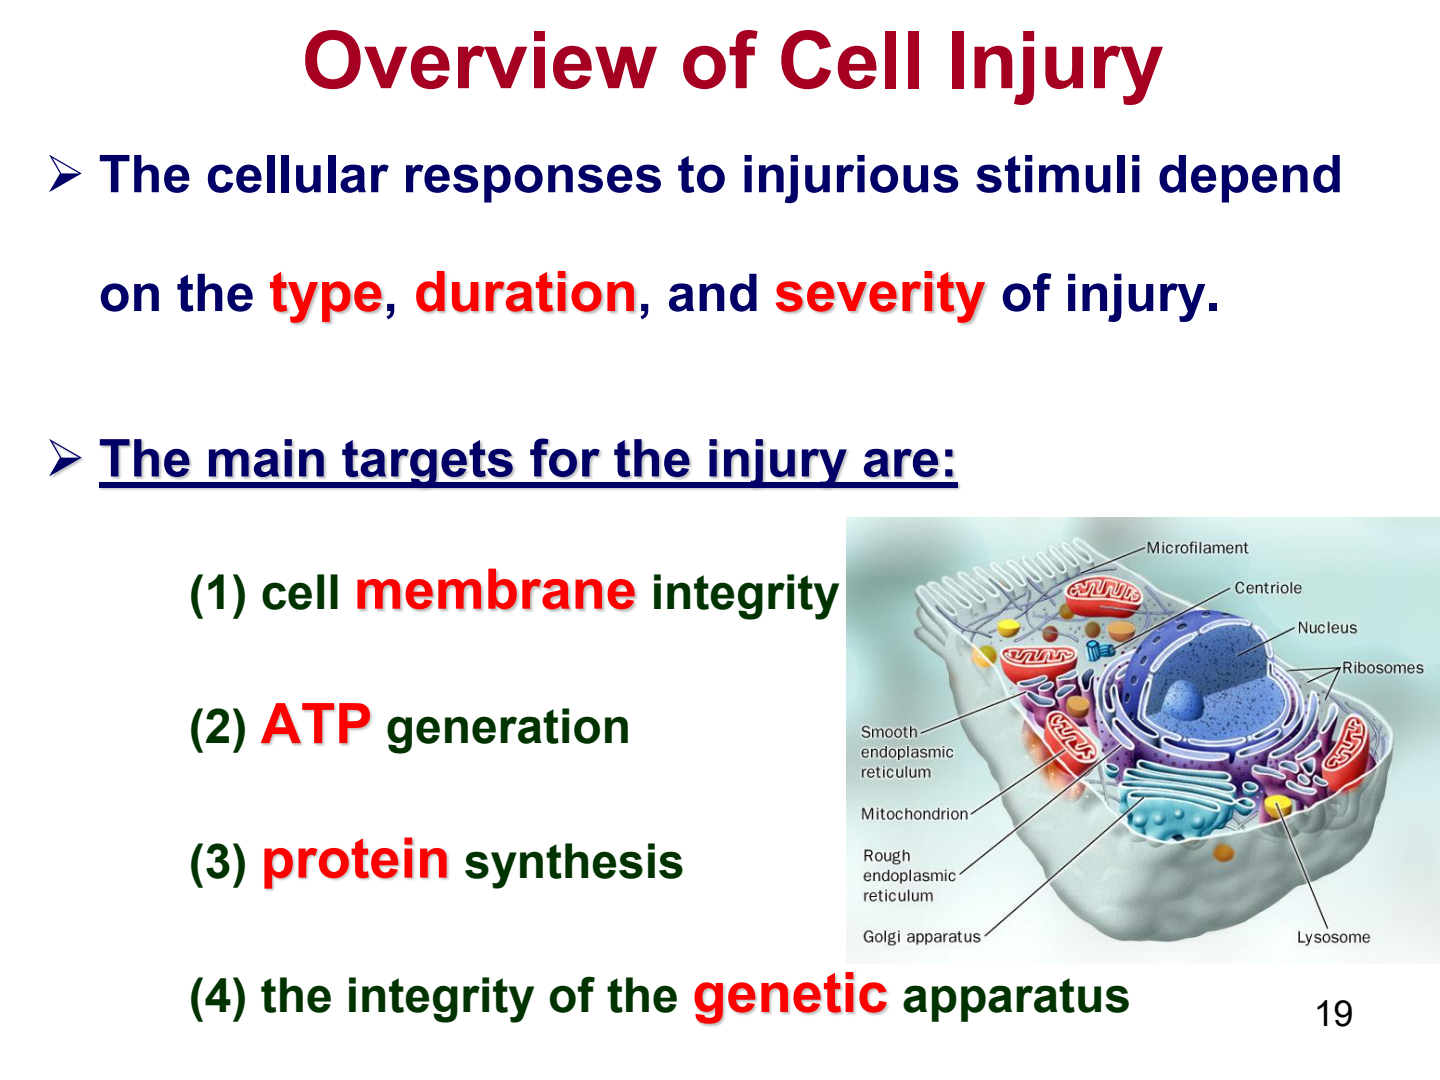 Overview of Cell Injury
➢ The cellular responses to injurious stimuli depend
on the type, duration, and severity of injury.
➢ The main targets for the injury are:
(1) cell membrane integrity
(2) ATP generation
(3) protein synthesis
(4) the integrity of the genetic apparatus
Microfilament
Centriole
Nucleus
Ribosomes
Smooth
endoplasmic
reticulum
Mitochondrion
Rough
endoplasmic
reticulum
Golgi apparatus
Lysosome
19